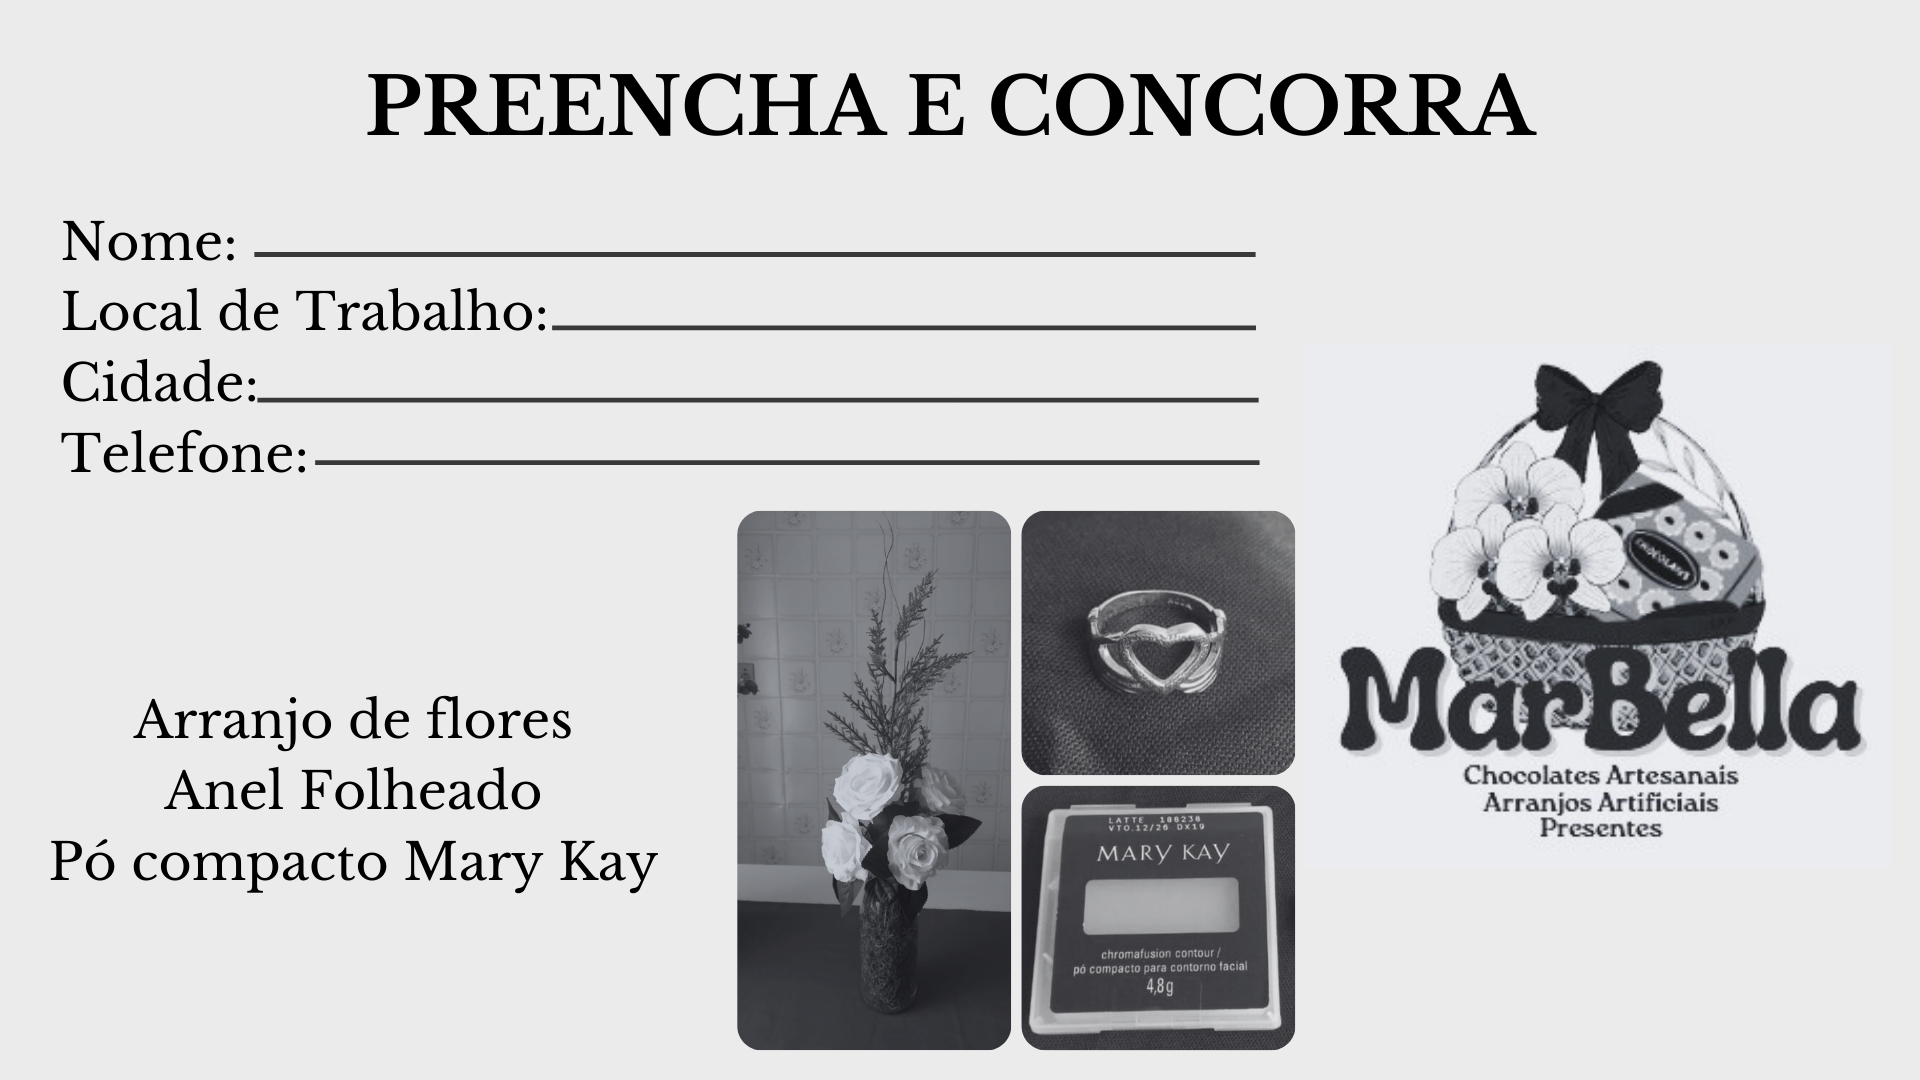 PREENCHA E CONCORRA
Nome:
Local de Trabalho:
Cidade:
Telefone:
Arranjo de flores
Anel Folheado
Pó compacto Mary Kay
LATTE 188238
VTO.12/26 DX19
MARY KAY
chromafusion contour /
pó compacto para contorno facial
4,8g
CHOCOLATE
MarBella
Chocolates Artesanais
Arranjos Artificiais
Presentes